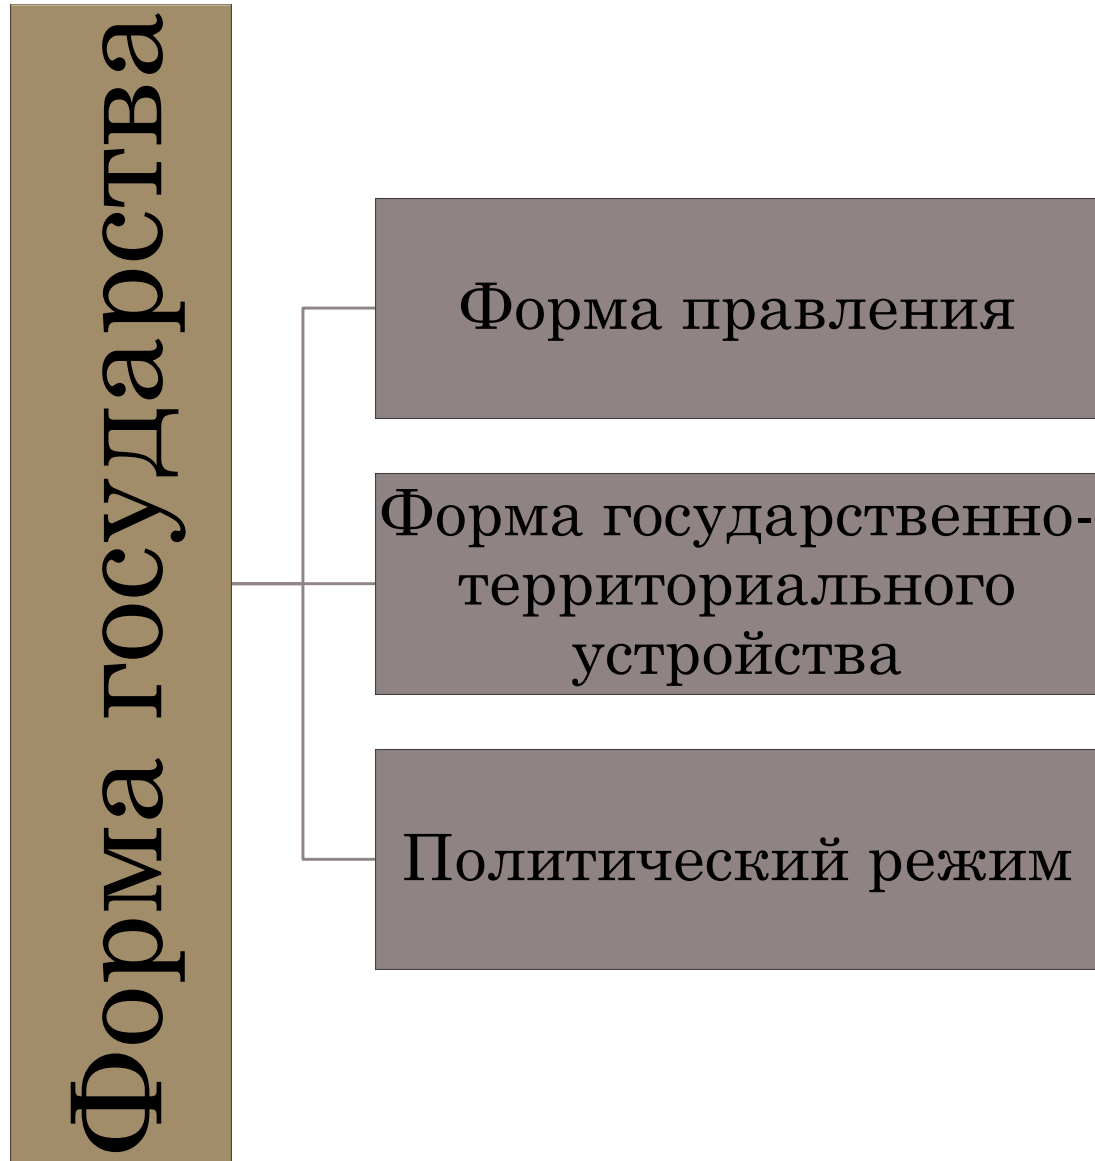 Форма государства
Форма правления
Форма государственно-
территориального
устройства
Политический режим